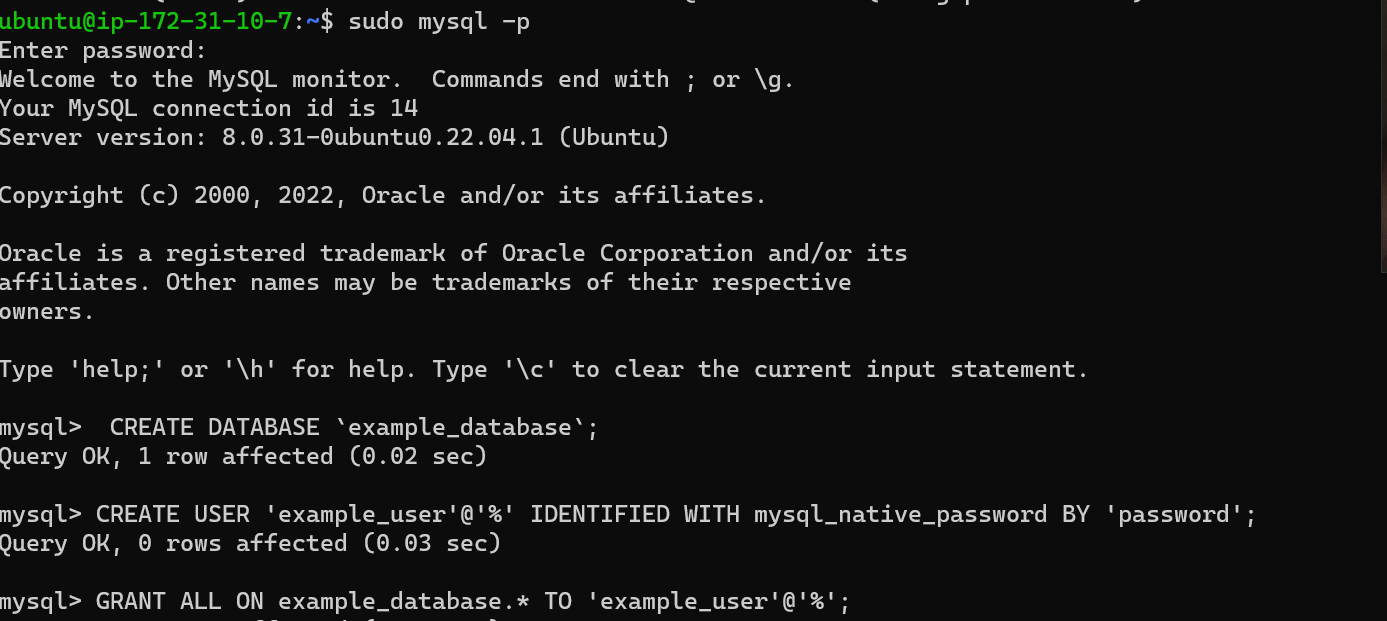 ubuntu@ip-172-31-10-7:~$ sudo mysql -p
Enter password:
Welcome to the MySQL monitor.  Commands end with ; or \g.
Your MySQL connection id is 14
Server version: 8.0.31-0ubuntu0.22.04.1 (Ubuntu)
Copyright (c) 2000, 2022, Oracle and/or its affiliates.
Oracle is a registered trademark of Oracle Corporation and/or its
affiliates. Other names may be trademarks of their respective
owners.
Type 'help;' or '\h' for help. Type '\c' to clear the current input statement.
mysql>  CREATE DATABASE `example_database`;
Query OK, 1 row affected (0.02 sec)
mysql> CREATE USER 'example_user'@'%' IDENTIFIED WITH mysql_native_password BY 'password';
Query OK, 0 rows affected (0.03 sec)
mysql> GRANT ALL ON example_database.* TO 'example_user'@'%';